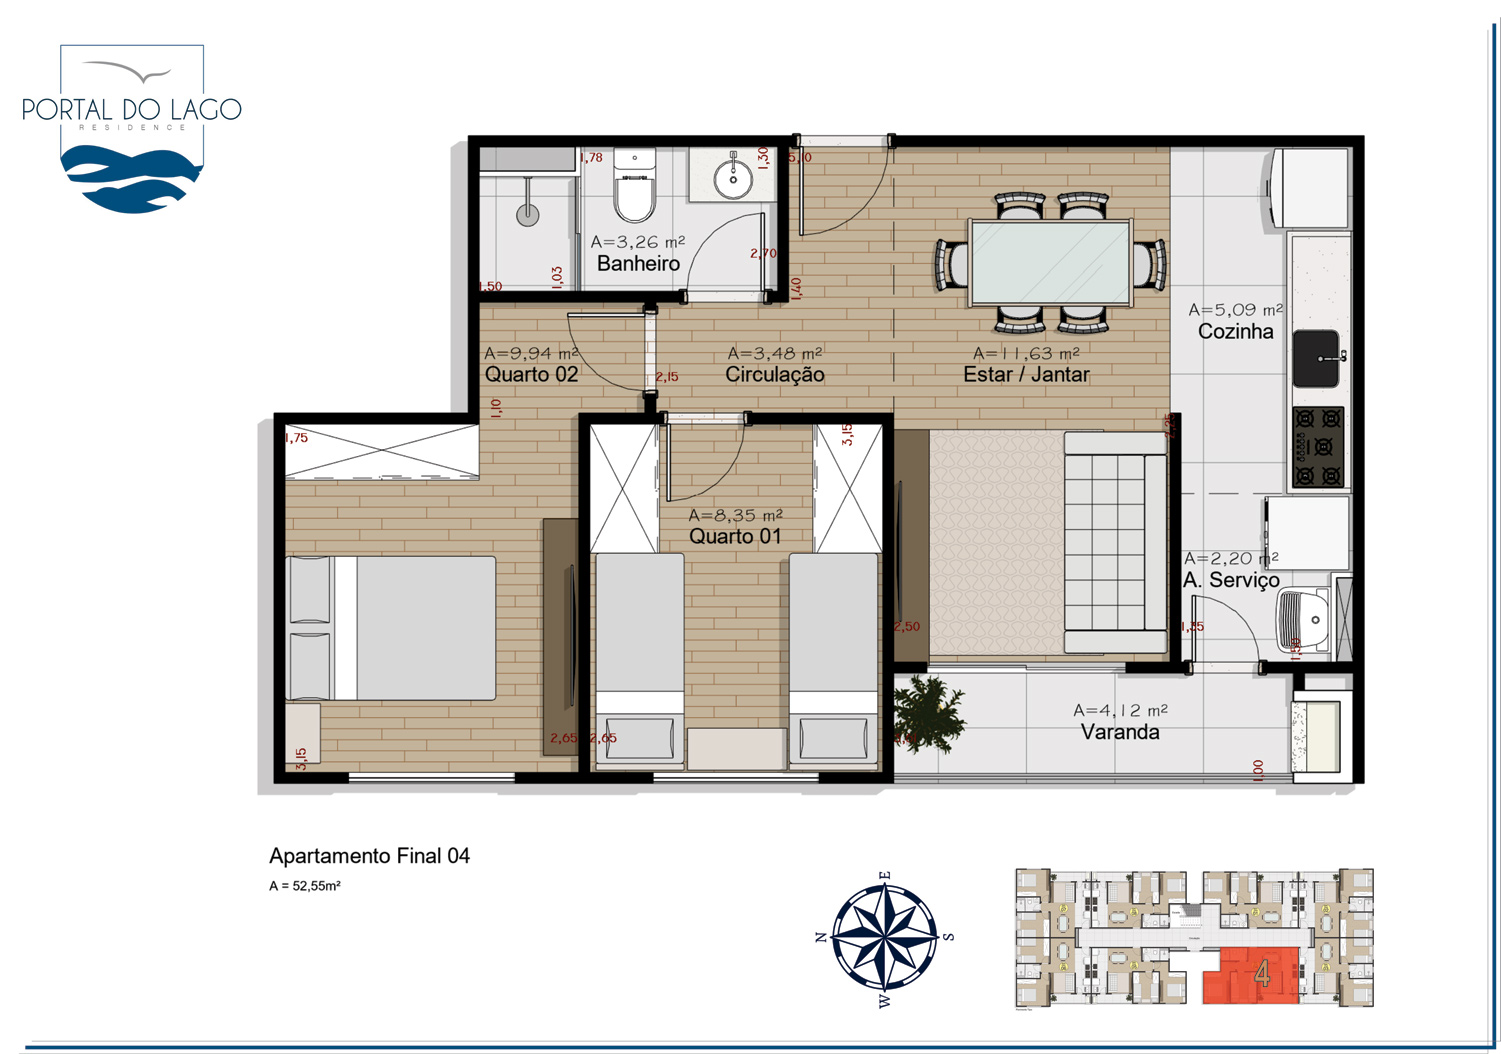 PORTAL DO LAGO
RESIDENCE
1,78
1,30
5,10
A=3,26 m²
Banheiro
2,70
1,50
1,03
1,40
A=5,09 m²
Cozinha
A=9,94 m²
Quarto 02
A=3,48 m²
Circulação
A=11,63 m²
Estar / Jantar
2,15
1,10
1,75
3,15
A=8,35 m²
Quarto 01
A=2,20 m²
A. Serviço
2,50
1,35
1,50
A=4,12 m²
Varanda
2,65
2,65
3,15
1,00
Apartamento Final 04
A = 52,55m²
E
N
S
W
4